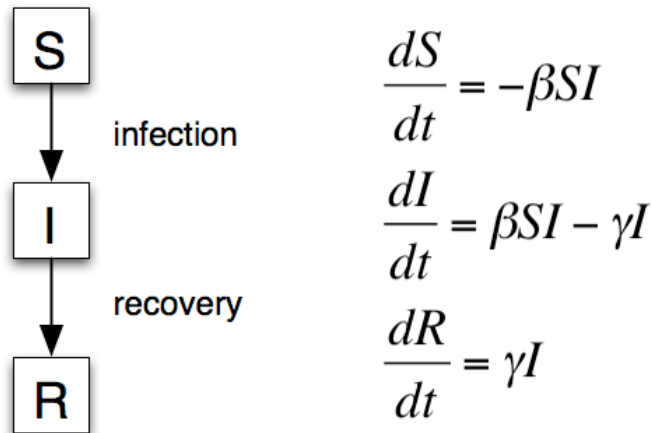 S
dS/dt = -βSI
infection
I
dI/dt = βSI - γI
recovery
R
dR/dt = γI